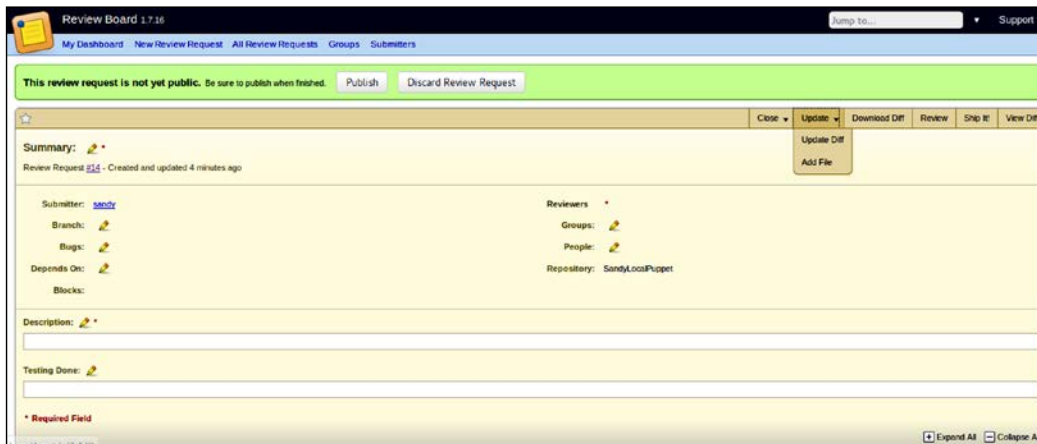 Review Board 1.7.16
Jump to...
Support
My Dashboard New Review Request All Review Requests Groups Submitters
This review request is not yet public. Be sure to publish when finished. Publish Discard Review Request
Close Update Download Diff Review Ship It! View Diff
Update Diff
Add File
Summary: *
Review Request #14 - Created and updated 4 minutes ago
Submitter: sandy
Reviewers *
Branch:
Groups:
Bugs:
People:
Depends On:
Repository: SandyLocalPuppet
Blocks:
Description: *
Testing Done:
* Required Field
Expand All Collapse A